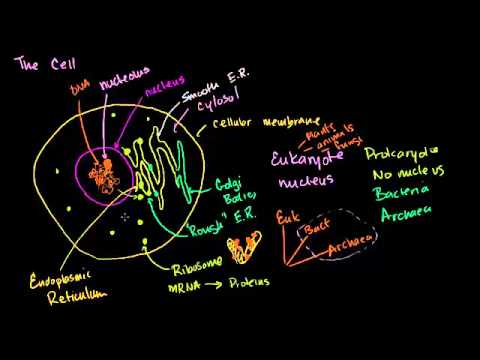 The Cell
DNA
nucleolus
nucleus
Smooth E.R.
Cytosol
cellular membrane
Plants
animals
fungi
Eukaryote
nucleus
Prokaryote
No nucleus
Bacteria
Archaea
Golgi
Bodies
"Rough" E.R.
Euk
Bact
Archaea
Endoplasmic
Reticulum
Ribosome
mRNA → Proteins